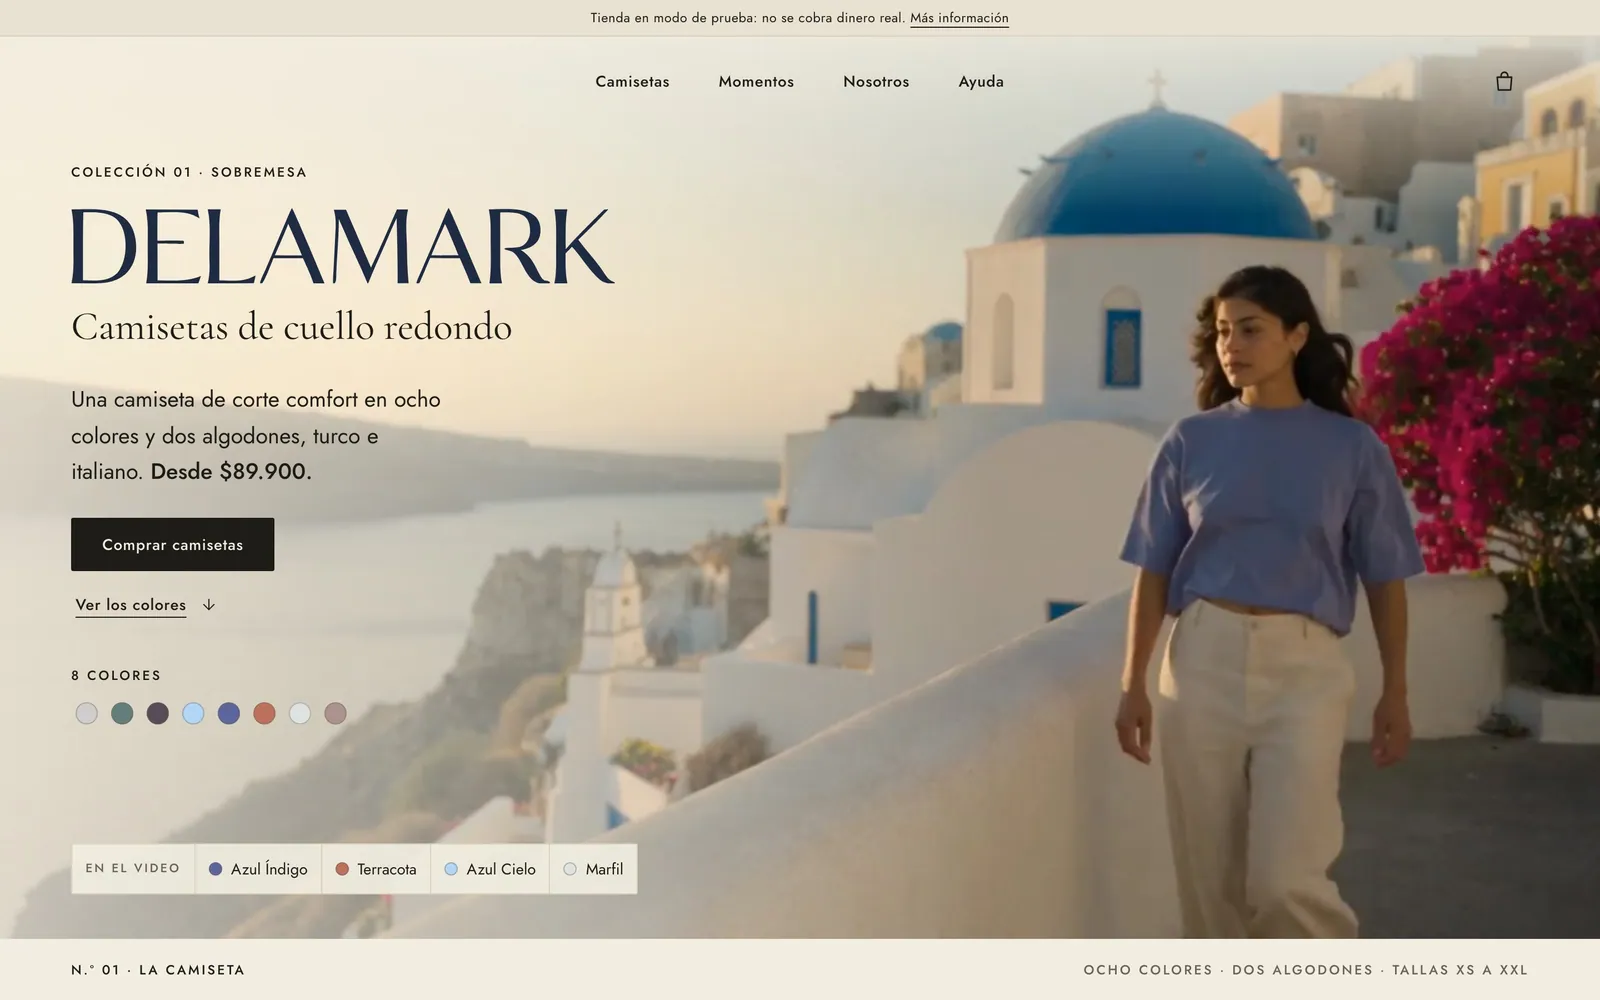 Tienda en modo de prueba: no se cobra dinero real. Más información
Camisetas Momentos Nosotros Ayuda
COLECCIÓN 01 · SOBREMESA
DELAMARK
Camisetas de cuello redondo
Una camiseta de corte comfort en ocho
colores y dos algodones, turco e
italiano. Desde $89.900.
Comprar camisetas
Ver los colores ↓
8 COLORES
EN EL VIDEO Azul Índigo Terracota Azul Cielo Marfil
N.° 01 · LA CAMISETA
OCHO COLORES · DOS ALGODONES · TALLAS XS A XXL